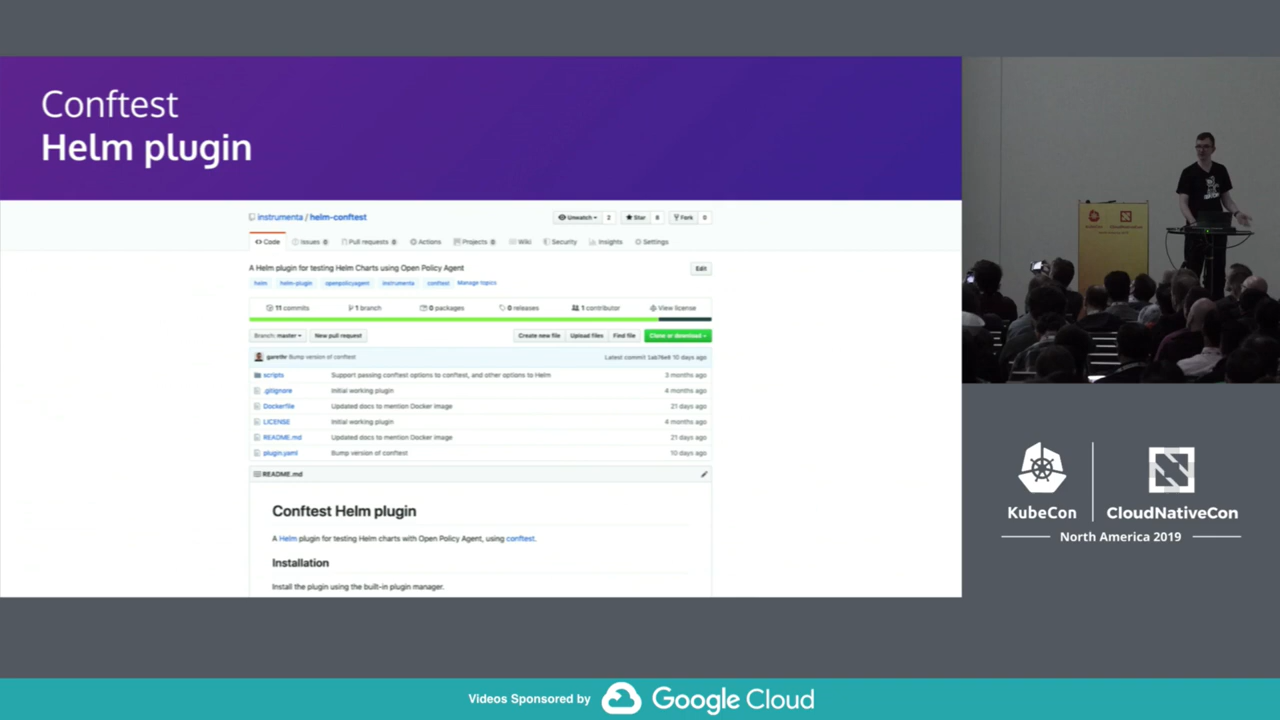 Conftest
Helm plugin
instrumenta / helm-conftest
Unwatch 2 Star 8 Fork 0
Code Issues 0 Pull requests 0 Actions Projects 0 Wiki Security Insights Settings
A Helm plugin for testing Helm Charts using Open Policy Agent Edit
helm helm-plugin openpolicyagent instrumenta conftest Manage topics
11 commits 1 branch 0 packages 0 releases 1 contributor View license
Branch: master New pull request Create new file Upload files Find file Clone or download
garethr Bump version of conftest Latest commit 10 days ago
scripts Support passing conftest options to conftest, and other options to Helm 3 months ago
.gitignore Initial working plugin 4 months ago
Dockerfile Updated docs to mention Docker image 21 days ago
LICENSE Initial working plugin 4 months ago
README.md Updated docs to mention Docker image 21 days ago
plugin.yaml Bump version of conftest 10 days ago
README.md
Conftest Helm plugin
A Helm plugin for testing Helm charts with Open Policy Agent, using conftest.
Installation
Install the plugin using the built-in plugin manager.
KubeCon CloudNativeCon
North America 2019
Videos Sponsored by Google Cloud